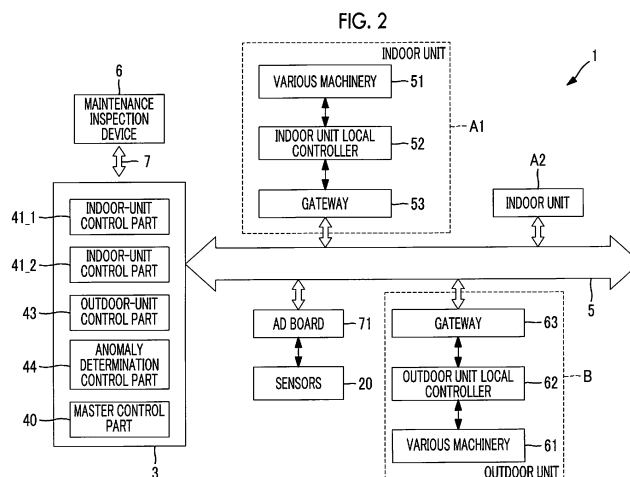 FIG. 2
INDOOR UNIT
1
6
MAINTENANCE
INSPECTION
DEVICE
7
VARIOUS MACHINERY
51
INDOOR UNIT LOCAL
CONTROLLER
52
A1
GATEWAY
53
A2
INDOOR UNIT
41_1
INDOOR-UNIT
CONTROL PART
41_2
INDOOR-UNIT
CONTROL PART
43
OUTDOOR-UNIT
CONTROL PART
44
ANOMALY
DETERMINATION
CONTROL PART
40
MASTER CONTROL
PART
3
5
AD BOARD
71
SENSORS
20
GATEWAY
63
OUTDOOR UNIT LOCAL
CONTROLLER
62
B
VARIOUS MACHINERY
61
OUTDOOR UNIT